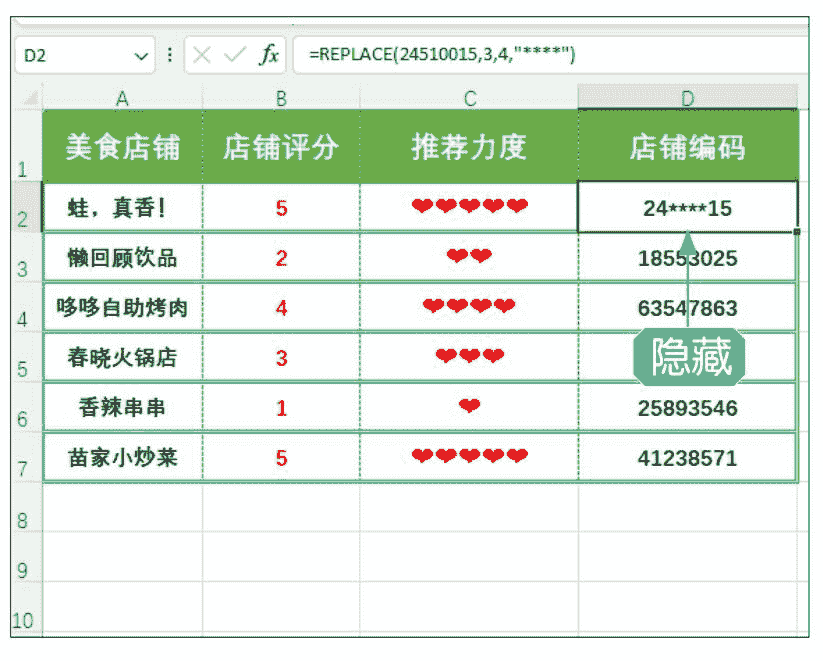 D2 fx =REPLACE(24510015,3,4,"****")
A B C D
1 美食店铺 店铺评分 推荐力度 店铺编码
2 蛙，真香！ 5 ❤❤❤❤❤ 24****15
3 懒回顾饮品 2 ❤❤ 18553025
4 哆哆自助烤肉 4 ❤❤❤❤ 63547863
5 春晓火锅店 3 ❤❤❤ 隐藏
6 香辣串串 1 ❤ 25893546
7 苗家小炒菜 5 ❤❤❤❤❤ 41238571
8
9
10